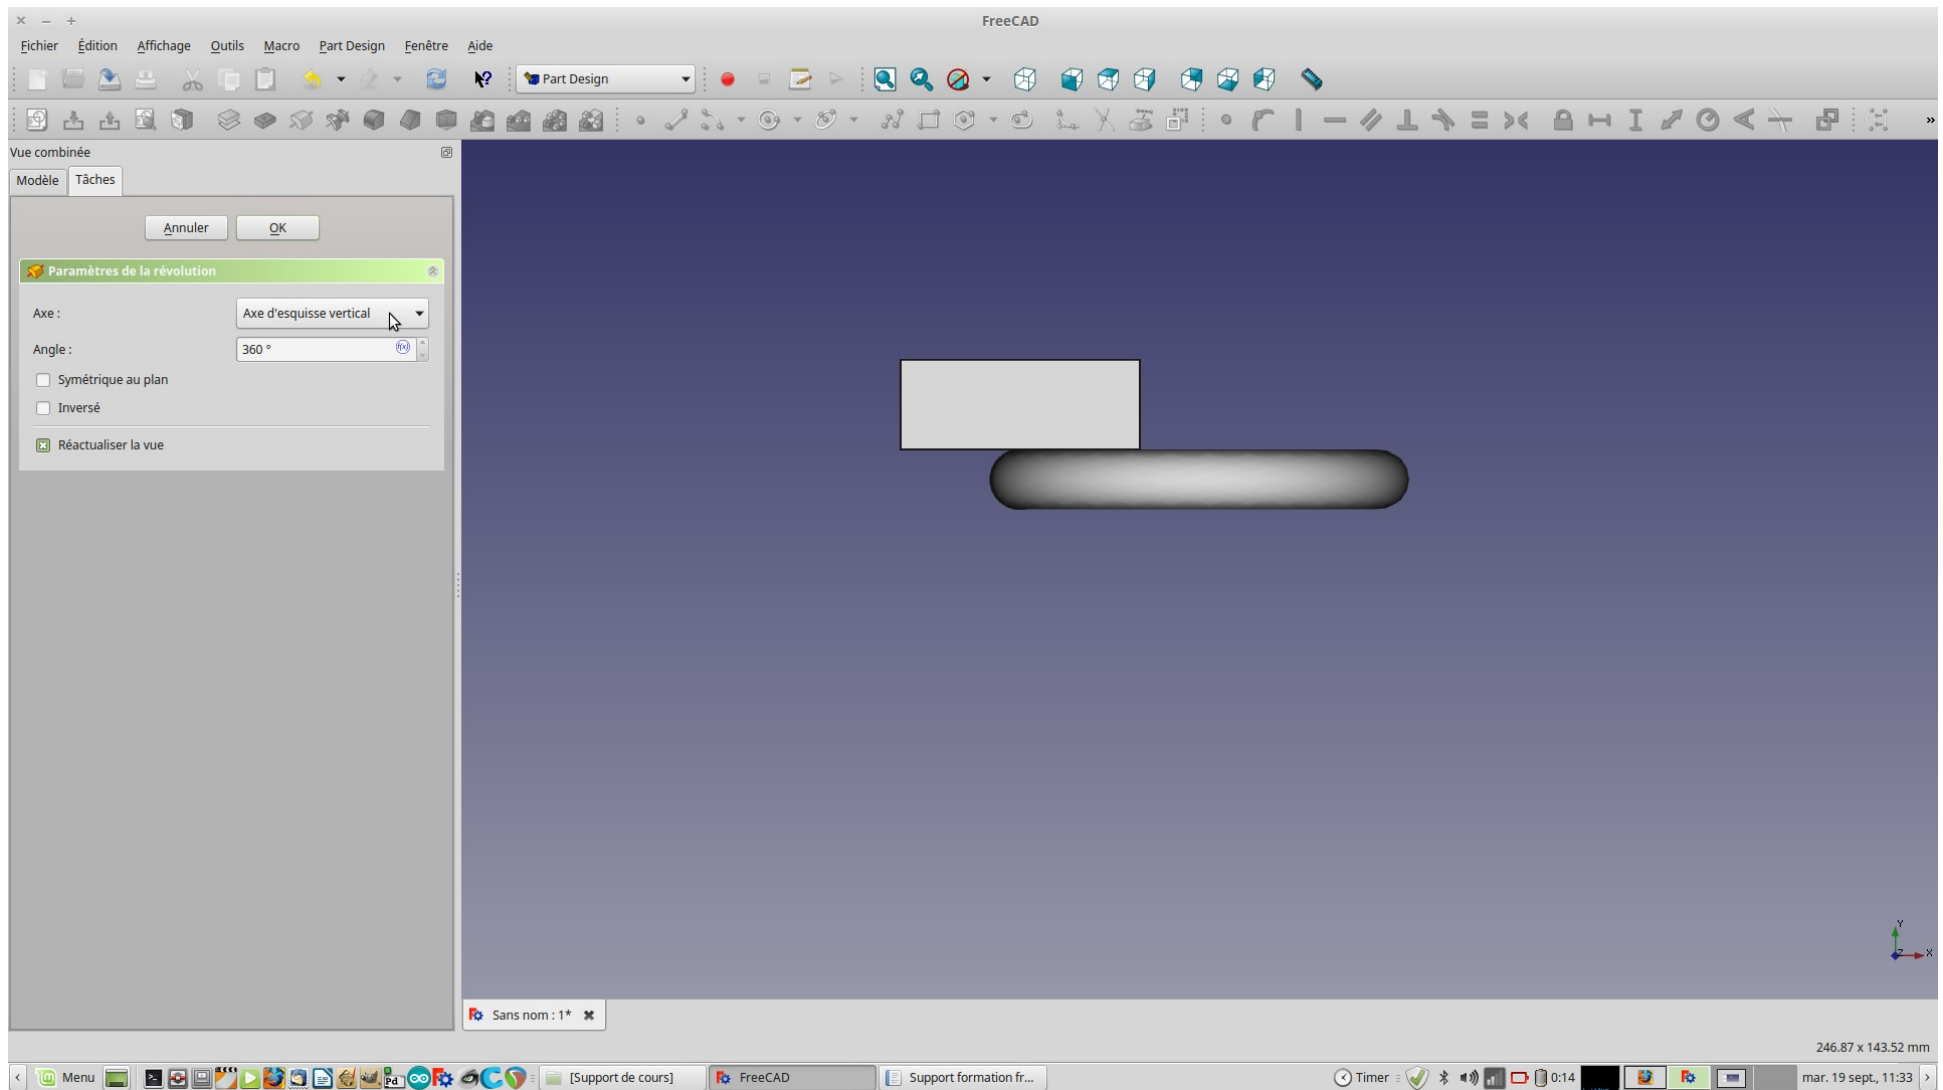 FreeCAD
Fichier Édition Affichage Outils Macro Part Design Fenêtre Aide
Part Design
Vue combinée
Modèle Tâches
Annuler OK
Paramètres de la révolution
Axe : Axe d'esquisse vertical
Angle : 360 °
Symétrique au plan
Inversé
Réactualiser la vue
Y
Z X
Sans nom : 1*
246.87 x 143.52 mm
Menu [Support de cours] FreeCAD Support formation fr... Timer 0:14 mar. 19 sept., 11:33